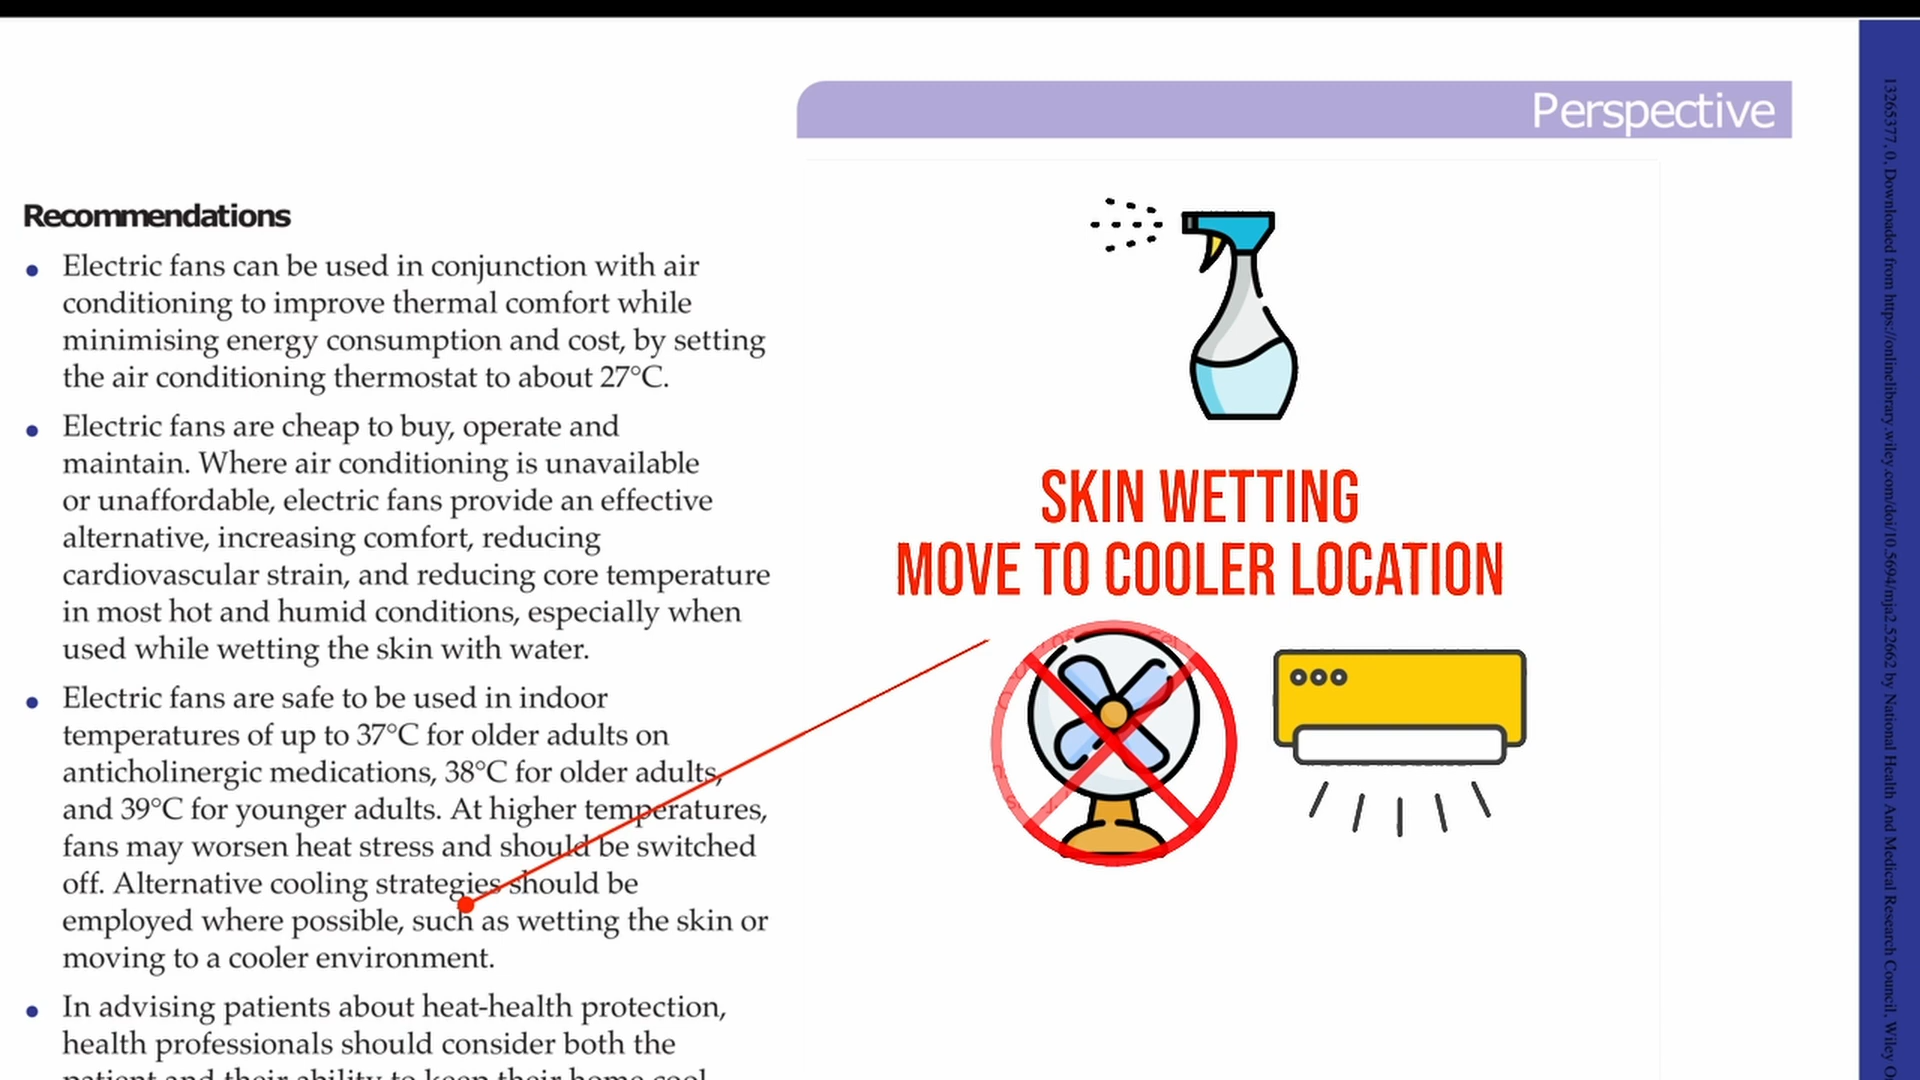 Perspective
Recommendations
• Electric fans can be used in conjunction with air
conditioning to improve thermal comfort while
minimising energy consumption and cost, by setting
the air conditioning thermostat to about 27°C.
• Electric fans are cheap to buy, operate and
maintain. Where air conditioning is unavailable
or unaffordable, electric fans provide an effective
alternative, increasing comfort, reducing
cardiovascular strain, and reducing core temperature
in most hot and humid conditions, especially when
used while wetting the skin with water.
• Electric fans are safe to be used in indoor
temperatures of up to 37°C for older adults on
anticholinergic medications, 38°C for older adults,
and 39°C for younger adults. At higher temperatures,
fans may worsen heat stress and should be switched
off. Alternative cooling strategies should be
employed where possible, such as wetting the skin or
moving to a cooler environment.
• In advising patients about heat-health protection,
health professionals should consider both the
patient and their ability to keep their home cool
SKIN WETTING
MOVE TO COOLER LOCATION
13265377, 0, Downloaded from https://onlinelibrary.wiley.com/doi/10.5694/mja2.52662 by National Health And Medical Research Council, Wiley O